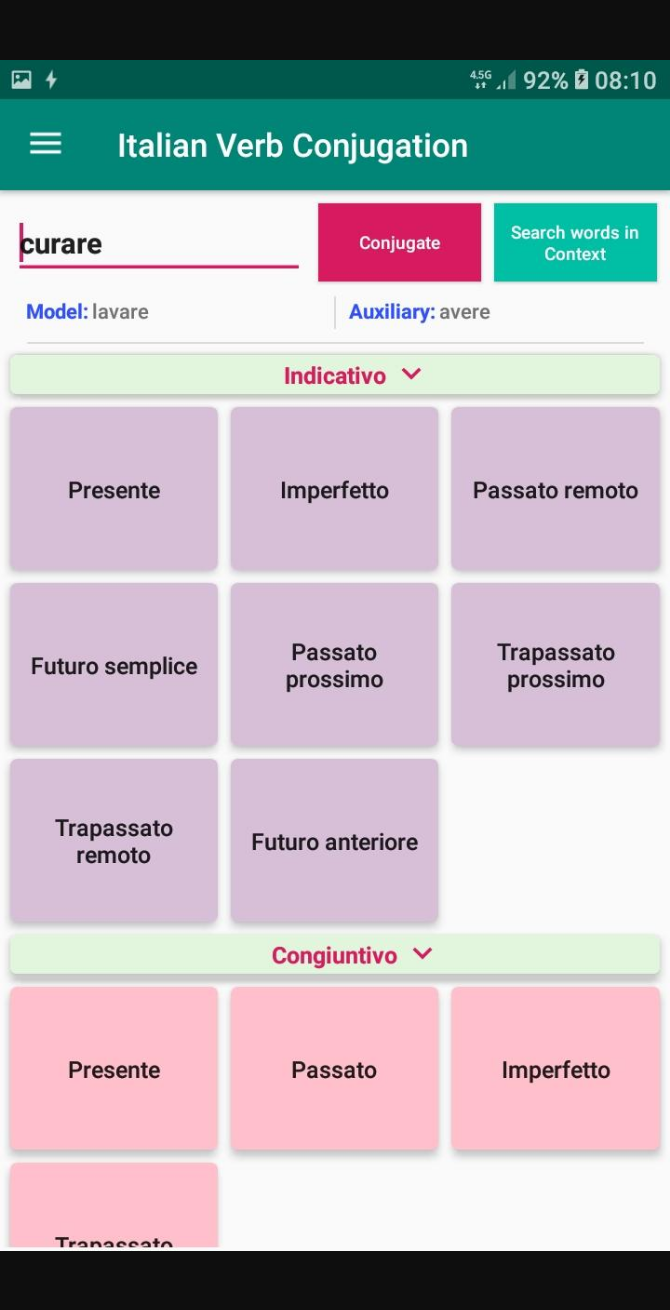 4.5G 92% 08:10
Italian Verb Conjugation
curare
Conjugate
Search words in
Context
Model: lavare
Auxiliary: avere
Indicativo
Presente
Imperfetto
Passato remoto
Futuro semplice
Passato
prossimo
Trapassato
prossimo
Trapassato
remoto
Futuro anteriore
Congiuntivo
Presente
Passato
Imperfetto
Trapassato